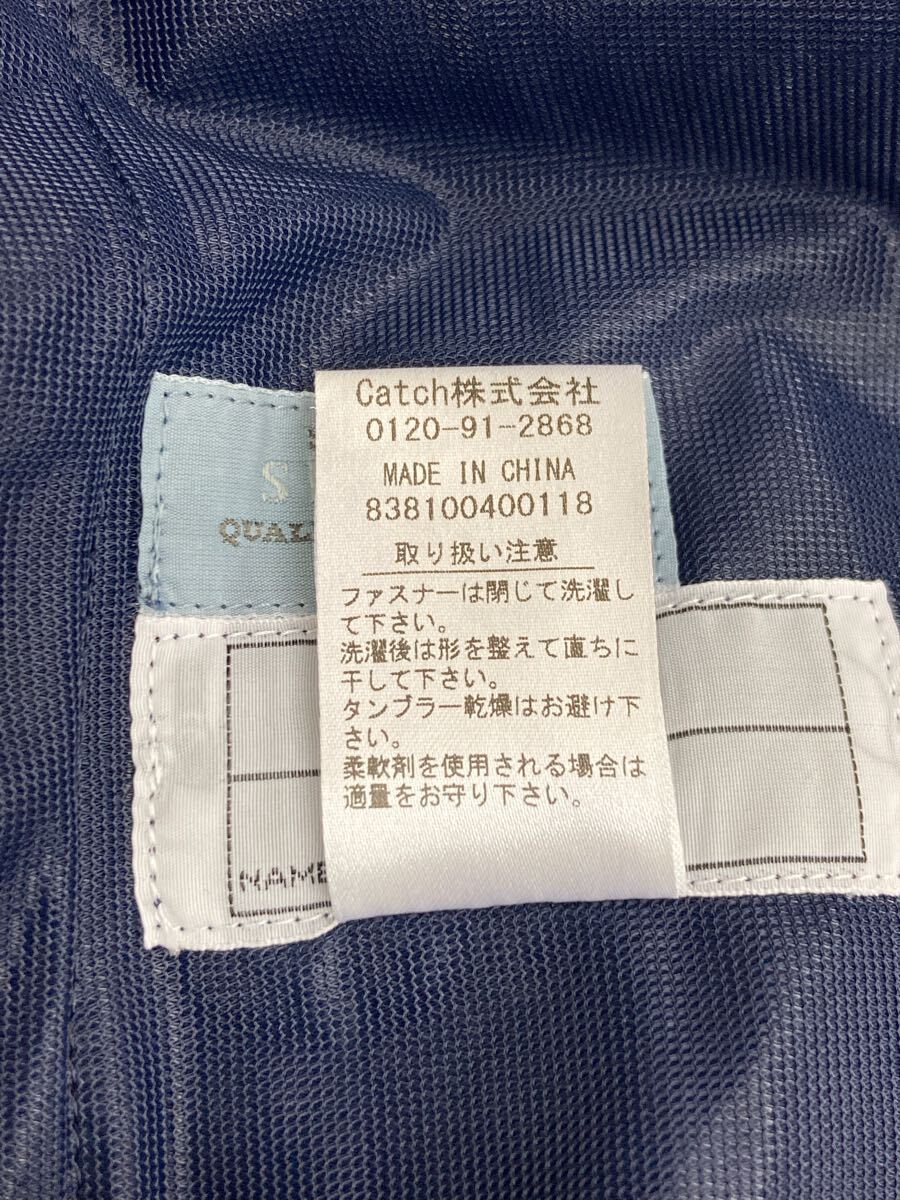 Catch株式会社
0120-91-2868
MADE IN CHINA
838100400118
取り扱い注意
ファスナーは閉じて洗濯し
て下さい。
洗濯後は形を整えて直ちに
干して下さい。
タンブラー乾燥はお避け下
さい。
柔軟剤を使用される場合は
適量をお守り下さい。
NAME